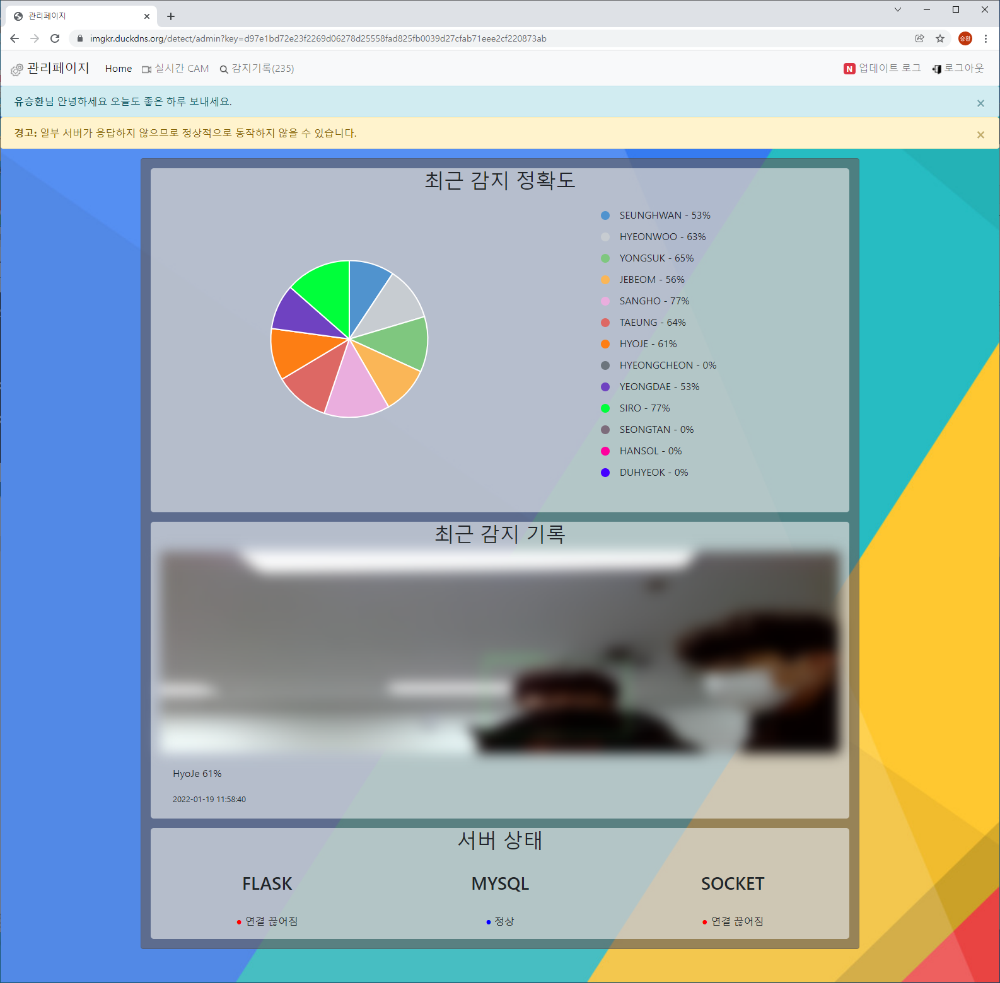 관리페이지
imgkr.duckdns.org/detect/admin?key=d97e1bd72e23f2269d06278d25558fad825fb0039d27cfab71eee2cf220873ab
승환
관리페이지 Home 실시간 CAM 감지기록(235) N 업데이트 로그 로그아웃
유승환님 안녕하세요 오늘도 좋은 하루 보내세요.
경고: 일부 서버가 응답하지 않으므로 정상적으로 동작하지 않을 수 있습니다.
최근 감지 정확도
SEUNGHWAN - 53%
HYEONWOO - 63%
YONGSUK - 65%
JEBEOM - 56%
SANGHO - 77%
TAEUNG - 64%
HYOJE - 61%
HYEONGCHEON - 0%
YEONGDAE - 53%
SIRO - 77%
SEONGTAN - 0%
HANSOL - 0%
DUHYEOK - 0%
최근 감지 기록
HyoJe 61%
2022-01-19 11:58:40
서버 상태
FLASK MYSQL SOCKET
연결 끊어짐 정상 연결 끊어짐